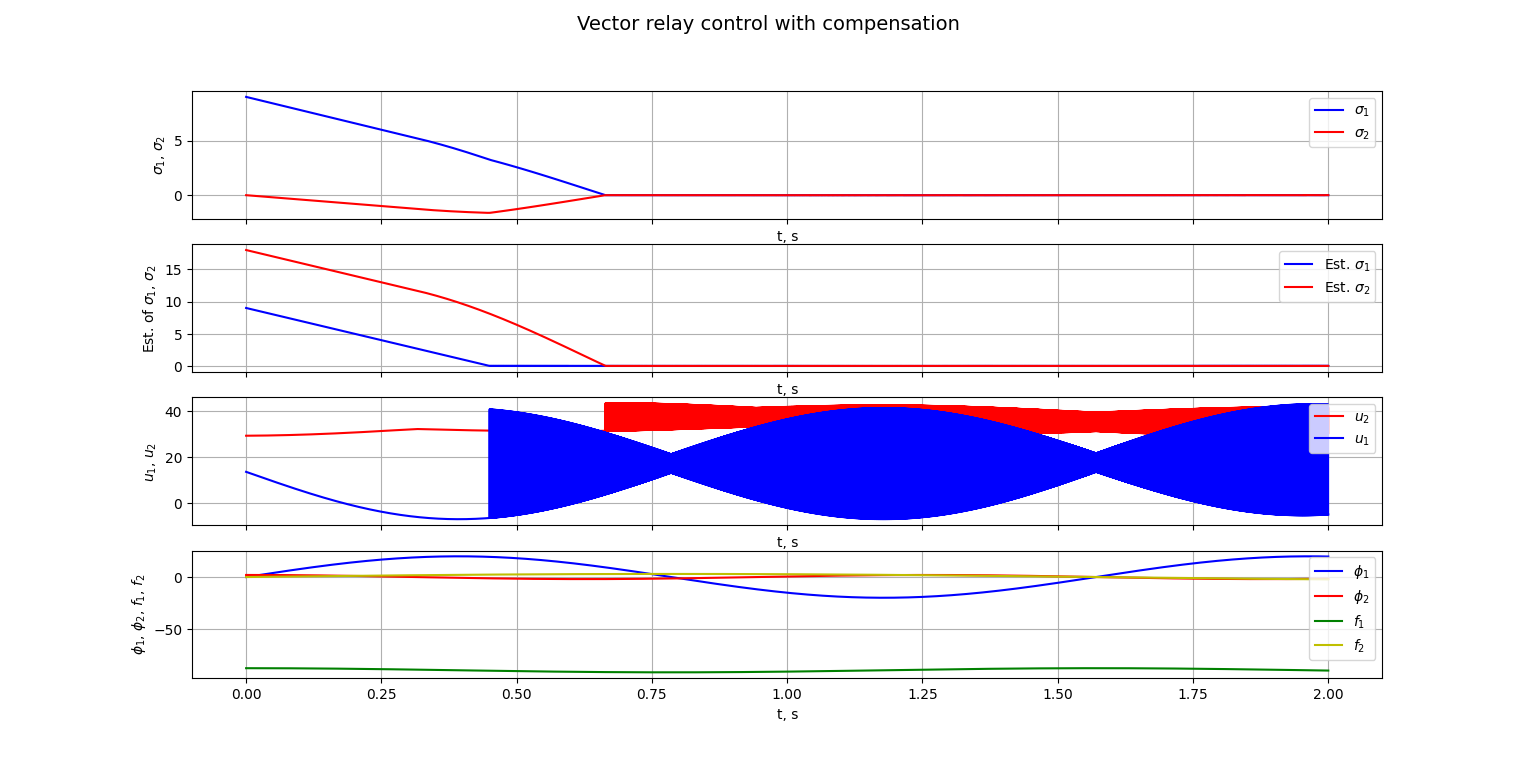 Vector relay control with compensation
σ₁, σ₂
5
0
σ₁
σ₂
t, s
Est. of σ₁, σ₂
15
10
5
0
Est. σ₁
Est. σ₂
t, s
u₁, u₂
40
20
0
u₂
u₁
t, s
ϕ₁, ϕ₂, f₁, f₂
0
−50
ϕ₁
ϕ₂
f₁
f₂
0.00 0.25 0.50 0.75 1.00 1.25 1.50 1.75 2.00
t, s